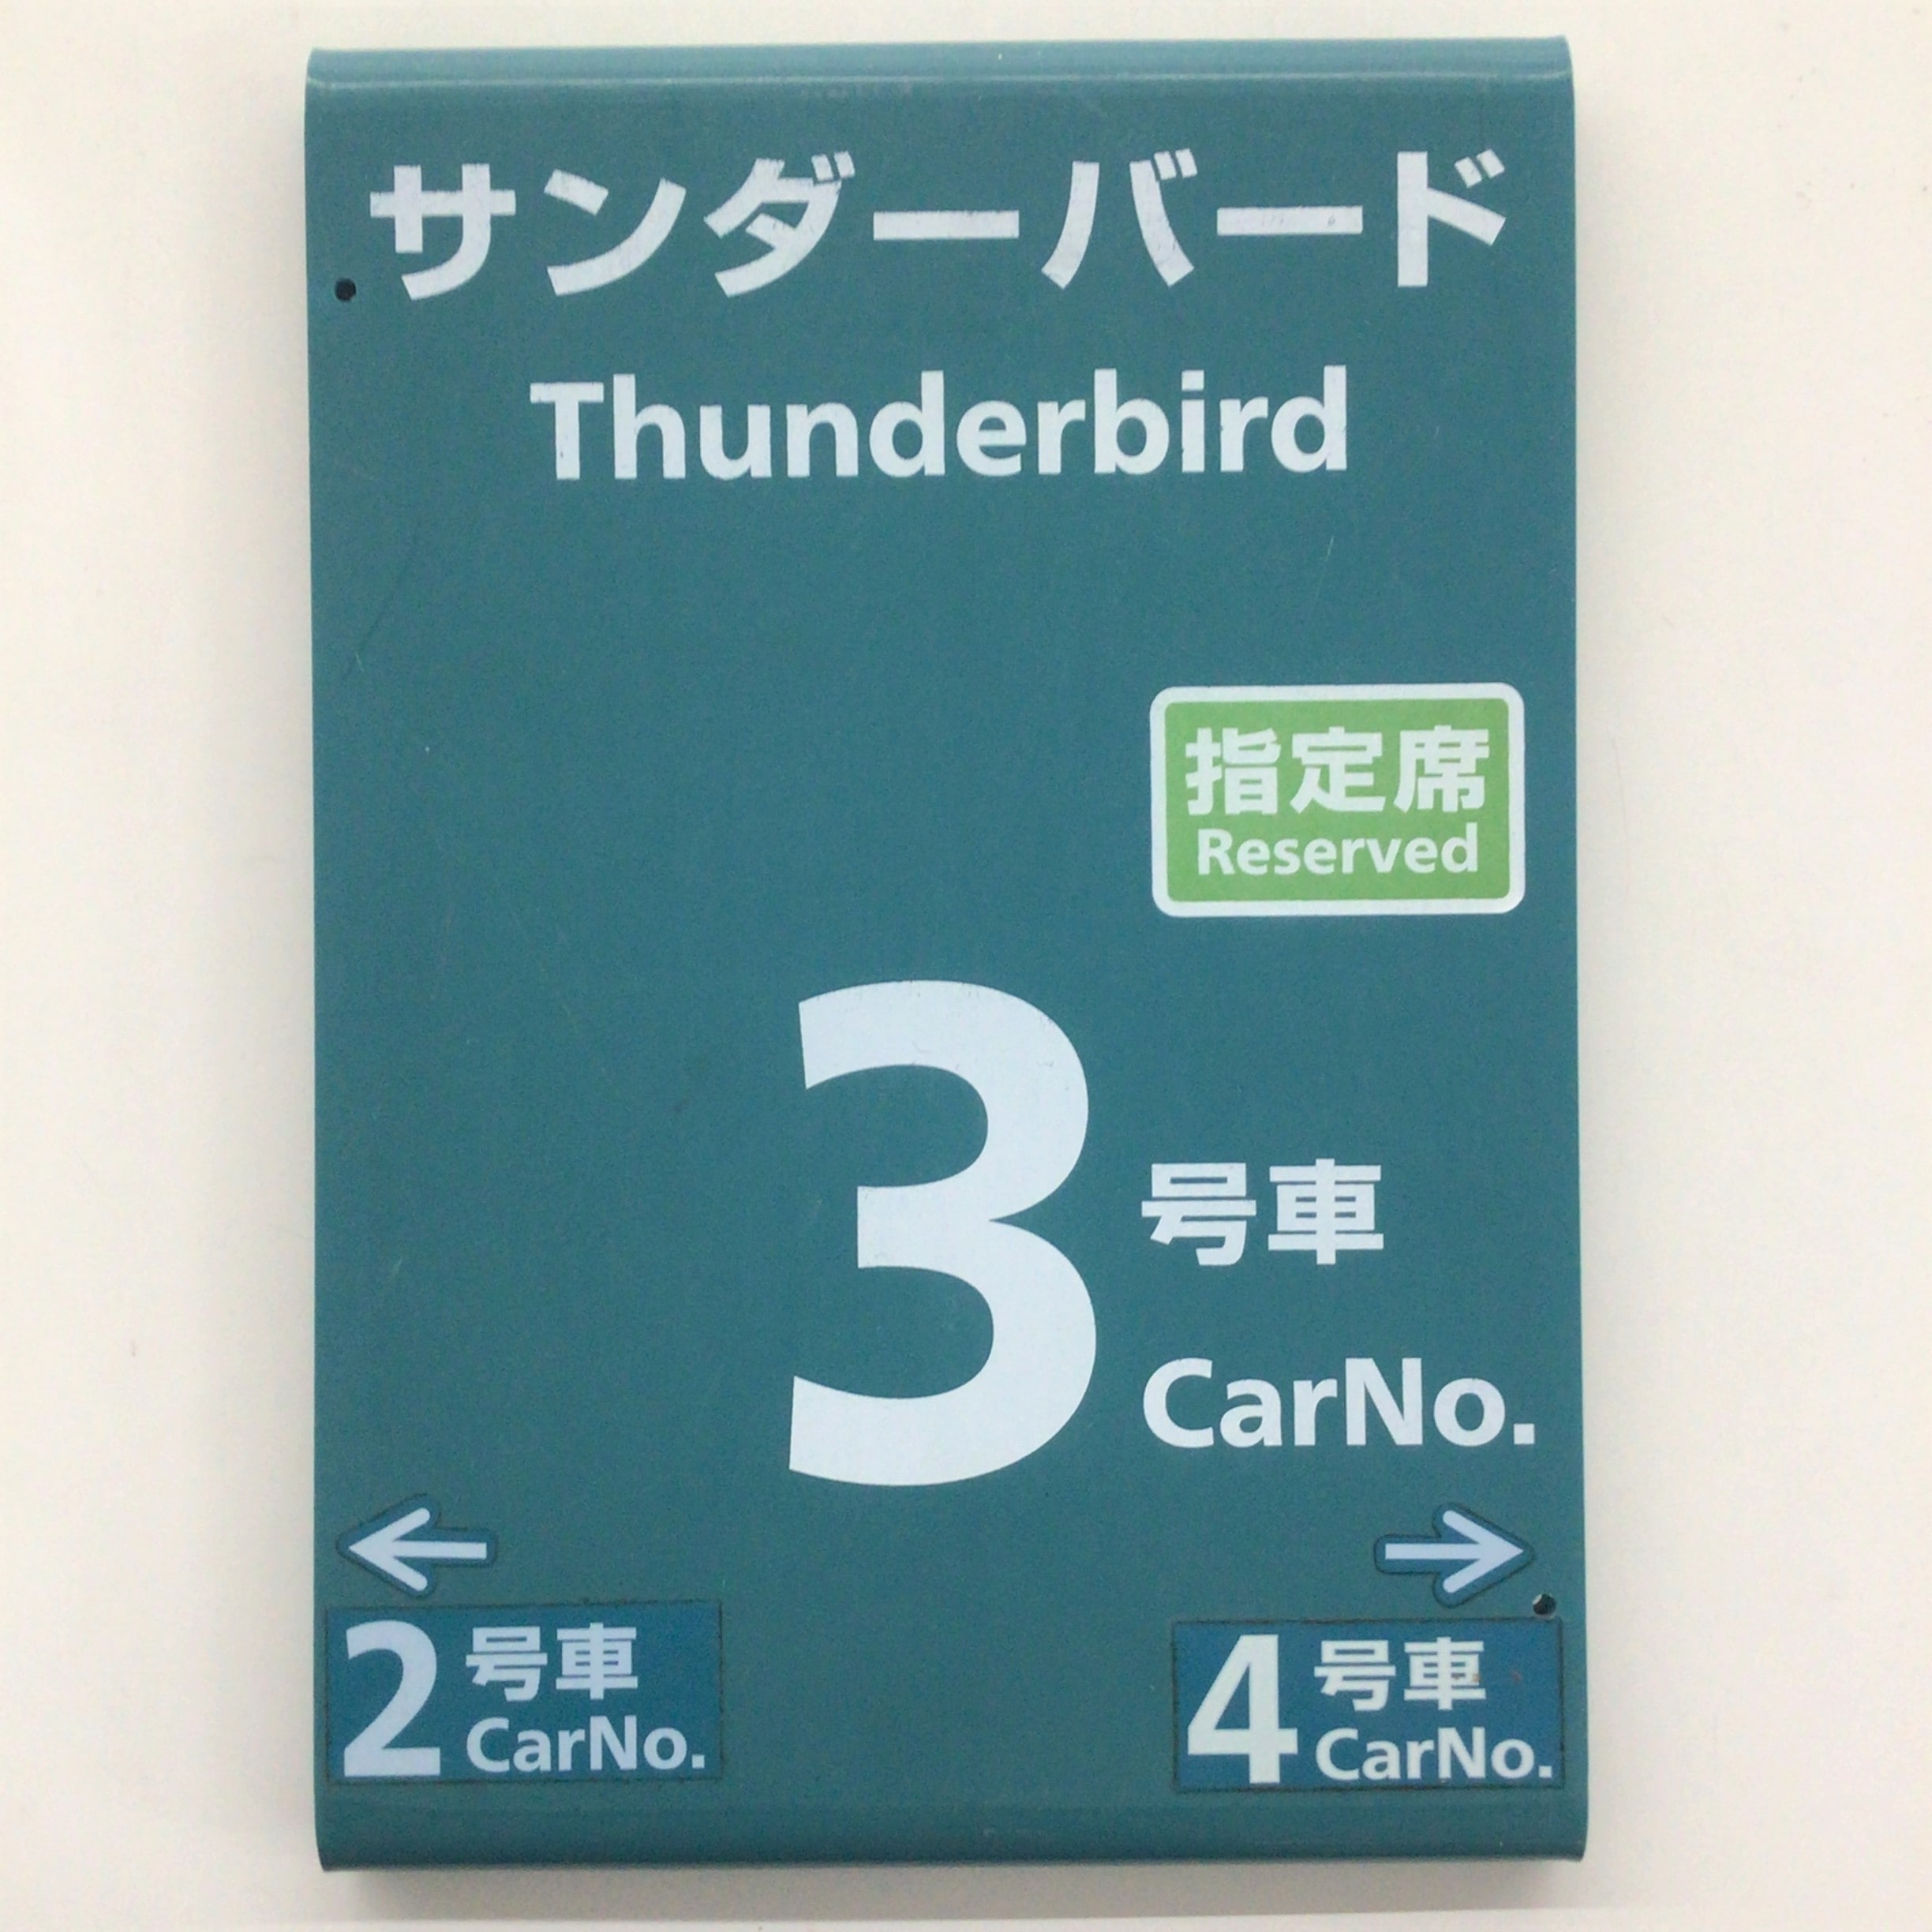 サンダーバード
Thunderbird
指定席
Reserved
3 号車
CarNo.
← →
2 号車
CarNo.
4 号車
CarNo.